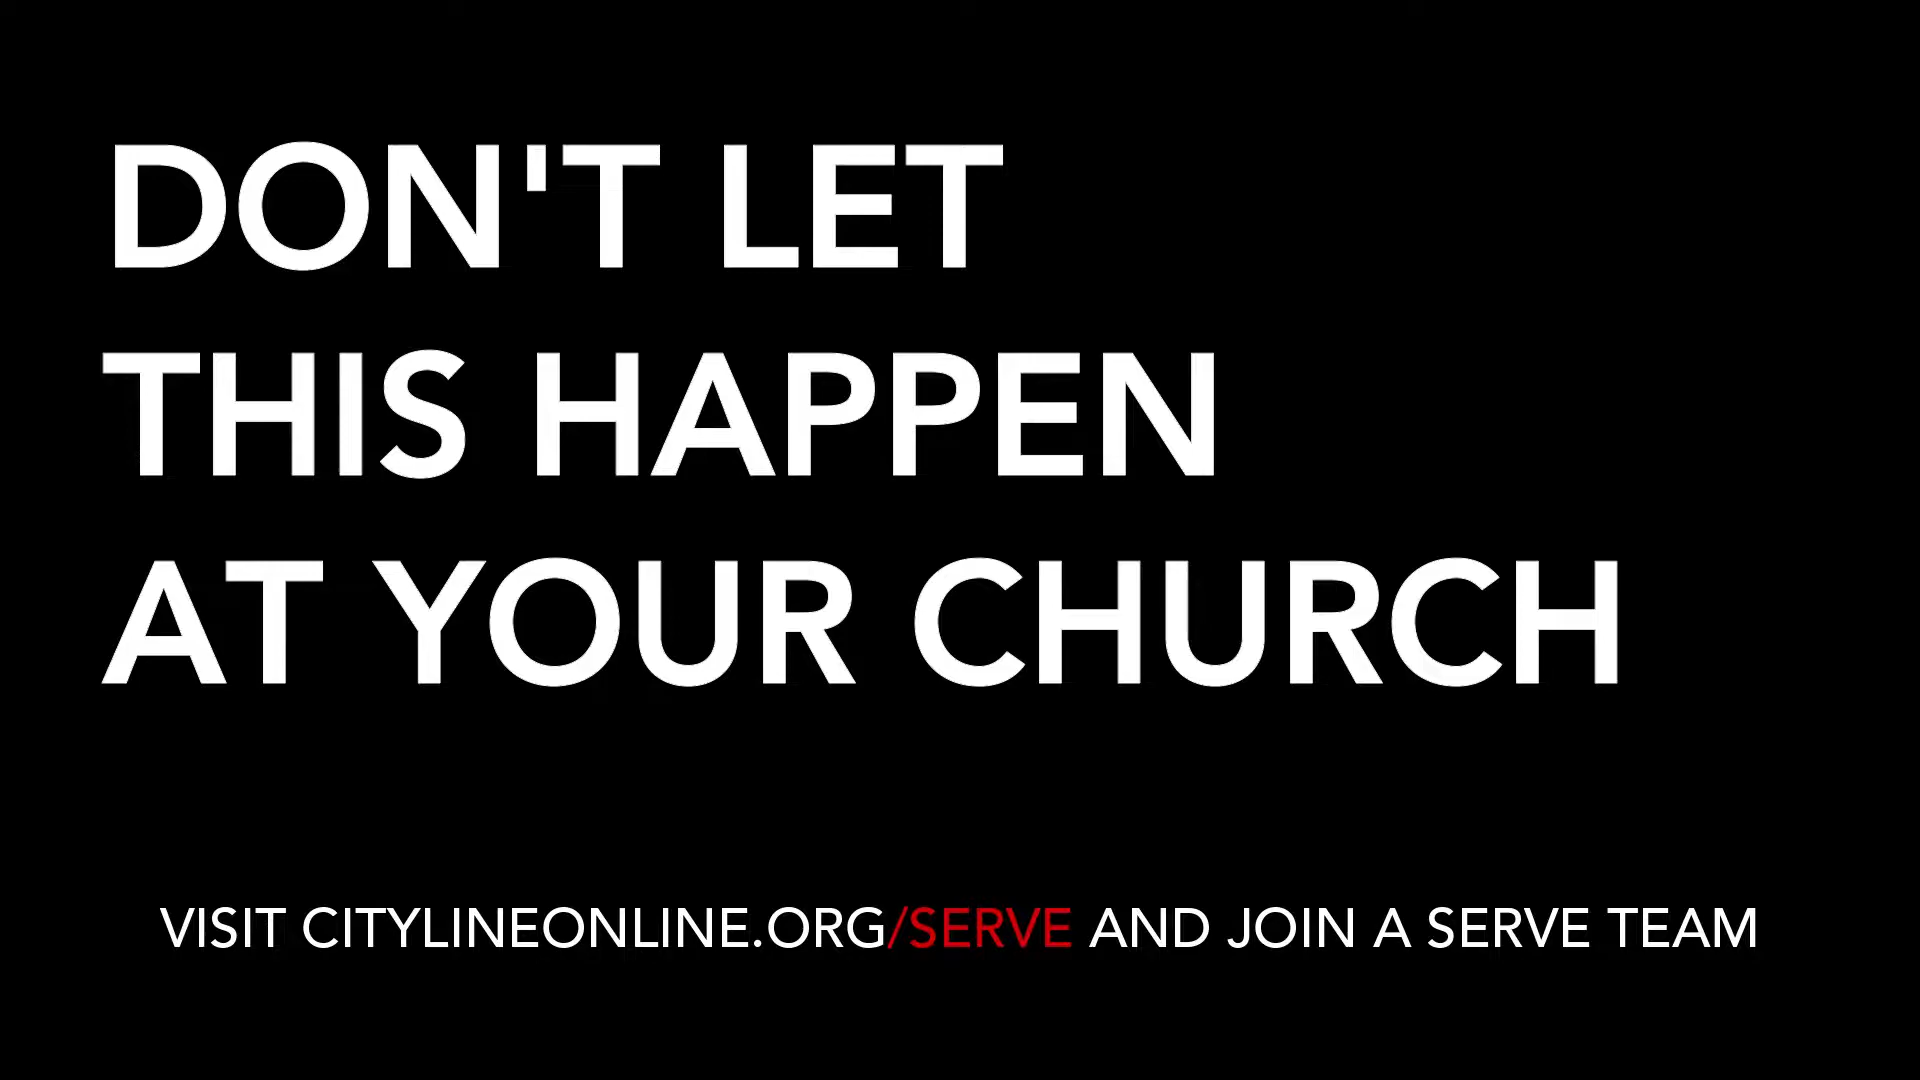 DON'T LET
THIS HAPPEN
AT YOUR CHURCH
VISIT CITYLINEONLINE.ORG/SERVE AND JOIN A SERVE TEAM